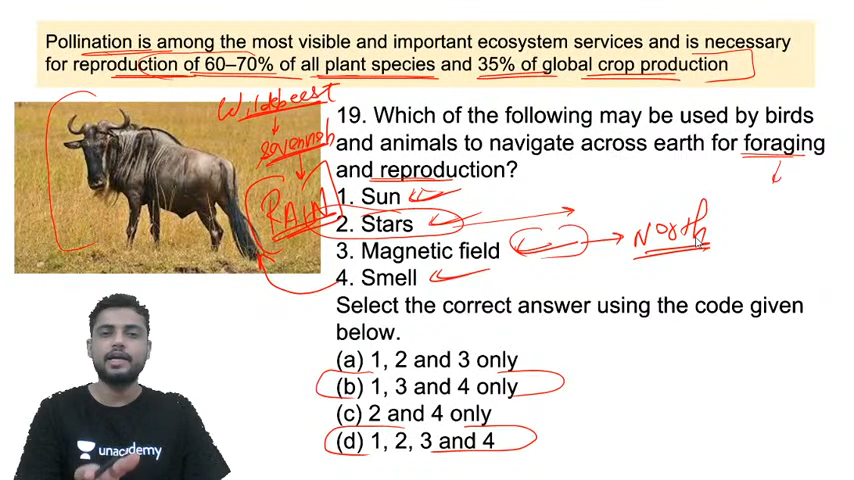 Pollination is among the most visible and important ecosystem services and is necessary
for reproduction of 60–70% of all plant species and 35% of global crop production
Wildebeest
savannah
RAIN
19. Which of the following may be used by birds
and animals to navigate across earth for foraging
and reproduction?
1. Sun
2. Stars
3. Magnetic field
North
4. Smell
Select the correct answer using the code given
below.
(a) 1, 2 and 3 only
(b) 1, 3 and 4 only
(c) 2 and 4 only
(d) 1, 2, 3 and 4
unacademy